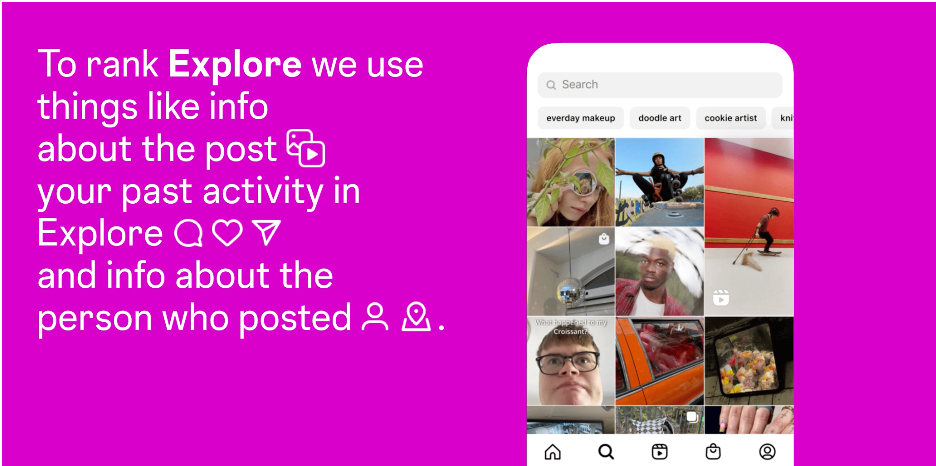 To rank Explore we use
things like info
about the post
your past activity in
Explore
and info about the
person who posted .
Search
everday makeup
doodle art
cookie artist
kni
What happened to my
Croissant?